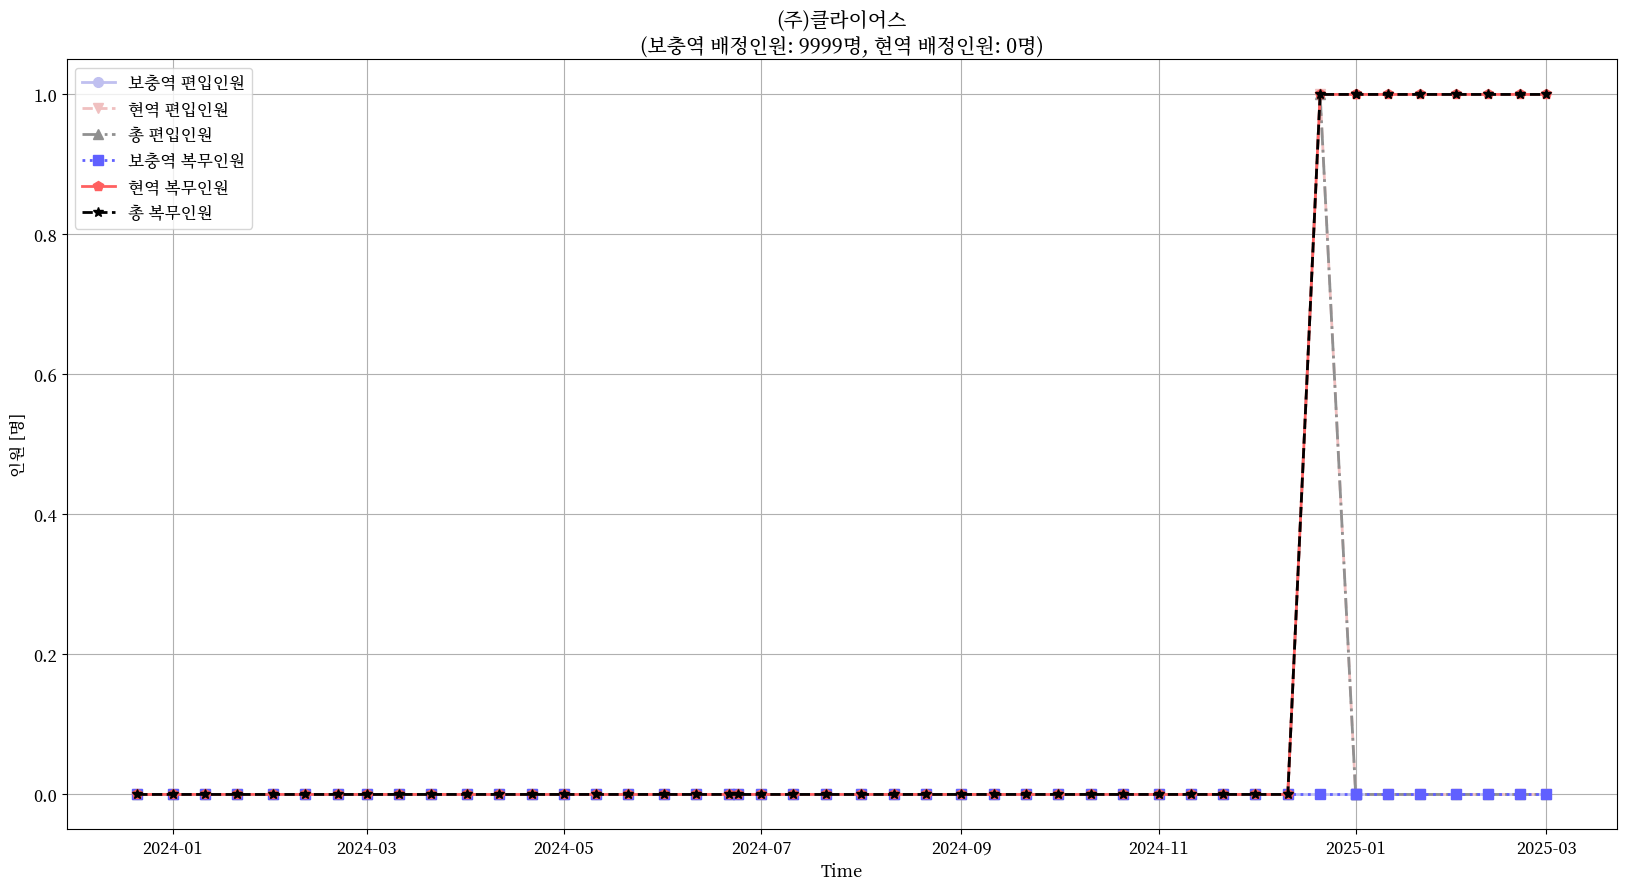 (주)클라이어스
(보충역 배정인원: 9999명, 현역 배정인원: 0명)
보충역 편입인원
현역 편입인원
총 편입인원
보충역 복무인원
현역 복무인원
총 복무인원
인원 [명]
1.0
0.8
0.6
0.4
0.2
0.0
2024-01 2024-03 2024-05 2024-07 2024-09 2024-11 2025-01 2025-03
Time